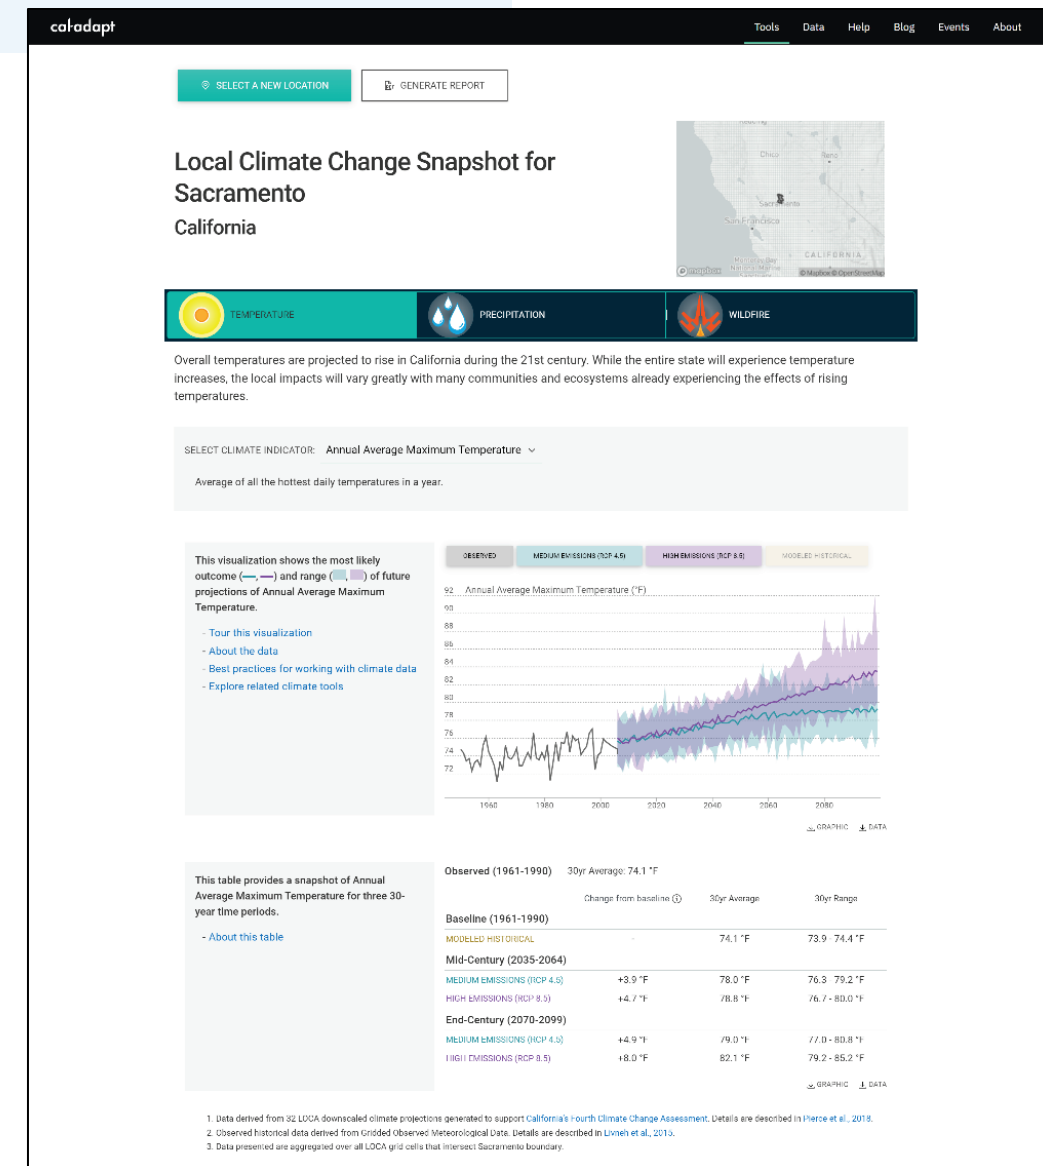 cal-adapt
Tools Data Help Blog Events About
SELECT A NEW LOCATION
GENERATE REPORT
Local Climate Change Snapshot for
Sacramento
California
Chico
Reno
Sacramento
San Francisco
Monterey Bay
National Marine
CALIFORNIA
mapbox
© Mapbox © OpenStreetMap
TEMPERATURE
PRECIPITATION
WILDFIRE
Overall temperatures are projected to rise in California during the 21st century. While the entire state will experience temperature
increases, the local impacts will vary greatly with many communities and ecosystems already experiencing the effects of rising
temperatures.
SELECT CLIMATE INDICATOR: Annual Average Maximum Temperature
Average of all the hottest daily temperatures in a year.
This visualization shows the most likely
outcome (—, —) and range ( , ) of future
projections of Annual Average Maximum
Temperature.
- Tour this visualization
- About the data
- Best practices for working with climate data
- Explore related climate tools
OBSERVED
MEDIUM EMISSIONS (RCP 4.5)
HIGH EMISSIONS (RCP 8.5)
MODELED HISTORICAL
92 Annual Average Maximum Temperature (°F)
90
88
86
84
82
80
78
76
74
72
1960 1980 2000 2020 2040 2060 2080
GRAPHIC DATA
This table provides a snapshot of Annual
Average Maximum Temperature for three 30-
year time periods.
- About this table
Observed (1961-1990) 30yr Average: 74.1 °F
Change from baseline 30yr Average 30yr Range
Baseline (1961-1990)
MODELED HISTORICAL - 74.1 °F 73.9 - 74.4 °F
Mid-Century (2035-2064)
MEDIUM EMISSIONS (RCP 4.5) +3.9 °F 78.0 °F 76.3 - 79.2 °F
HIGH EMISSIONS (RCP 8.5) +4.7 °F 78.8 °F 76.7 - 80.0 °F
End-Century (2070-2099)
MEDIUM EMISSIONS (RCP 4.5) +4.9 °F 79.0 °F 77.0 - 80.8 °F
HIGH EMISSIONS (RCP 8.5) +8.0 °F 82.1 °F 79.2 - 85.2 °F
GRAPHIC DATA
1. Data derived from 32 LOCA downscaled climate projections generated to support California's Fourth Climate Change Assessment. Details are described in Pierce et al., 2018.
2. Observed historical data derived from Gridded Observed Meteorological Data. Details are described in Livneh et al., 2015.
3. Data presented are aggregated over all LOCA grid cells that intersect Sacramento boundary.